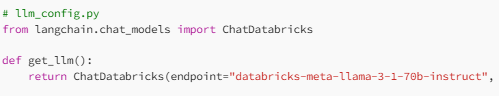 # llm_config.py
from langchain.chat_models import ChatDatabricks
def get_llm():
return ChatDatabricks(endpoint="databricks-meta-llama-3-1-70b-instruct",